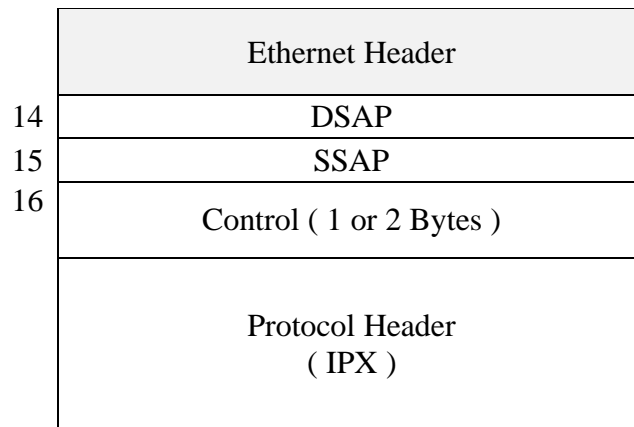 Ethernet Header
14 DSAP
15 SSAP
16 Control ( 1 or 2 Bytes )
Protocol Header
( IPX )